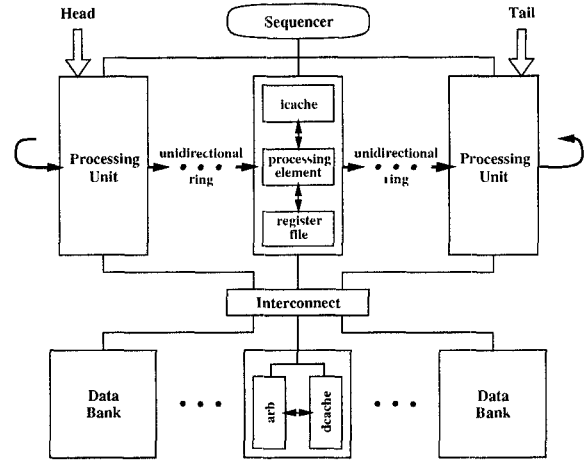 Head
Sequencer
Tail
icache
unidirectional
ring
processing
element
unidirectional
ring
Processing
Unit
Processing
Unit
register
file
Interconnect
Data
Bank
arb
dcache
Data
Bank